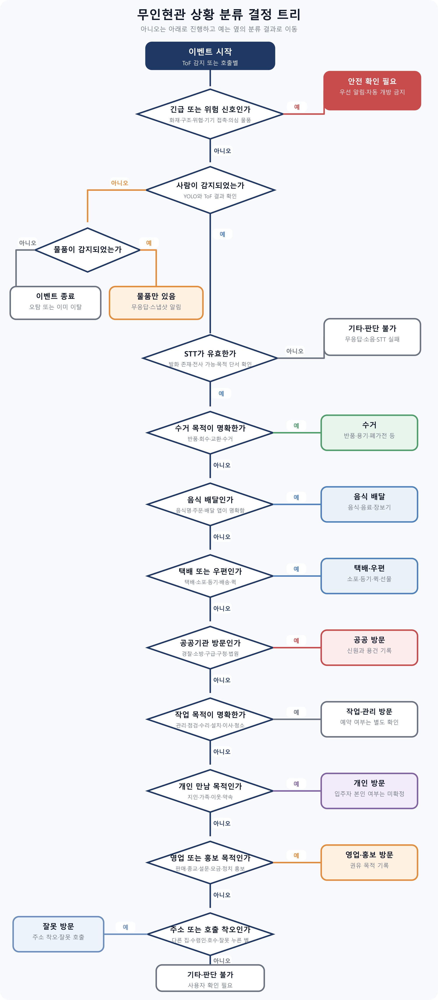 무인현관 상황 분류 결정 트리
아니오는 아래로 진행하고 예는 옆의 분류 결과로 이동
이벤트 시작
ToF 감지 또는 호출벨
안전 확인 필요
우선 알림·자동 개방 금지
예
긴급 또는 위험 신호인가
화재·구조·위협·기기 접촉·의심 물품
아니오
사람이 감지되었는가
YOLO와 ToF 결과 확인
아니오
예
물품이 감지되었는가
아니오
예
이벤트 종료
오탐 또는 이미 이탈
물품만 있음
무응답·스냅샷 알림
기타·판단 불가
무응답·소음·STT 실패
아니오
STT가 유효한가
발화 존재·전사 가능·목적 단서 확인
예
수거 목적이 명확한가
반품·회수·교환·수거
예
수거
반품·용기·폐가전 등
아니오
음식 배달인가
음식명·주문·배달 앱이 명확함
예
음식 배달
음식·음료·장보기
아니오
택배 또는 우편인가
택배·소포·등기·배송·퀵
예
택배·우편
소포·등기·퀵·선물
아니오
공공기관 방문인가
경찰·소방·구급·구청·법원
예
공공 방문
신원과 용건 기록
아니오
작업 목적이 명확한가
관리·점검·수리·설치·이사·청소
예
작업·관리 방문
예약 여부는 별도 확인
아니오
개인 만남 목적인가
지인·가족·이웃·약속
예
개인 방문
입주자 본인 여부는 미확정
아니오
영업 또는 홍보 목적인가
판매·종교·설문·모금·정치 홍보
예
영업·홍보 방문
권유 목적 기록
아니오
주소 또는 호출 착오인가
다른 집·수령인·호수·잘못 누른 벨
예
잘못 방문
주소 착오·잘못 호출
아니오
기타·판단 불가
사용자 확인 필요